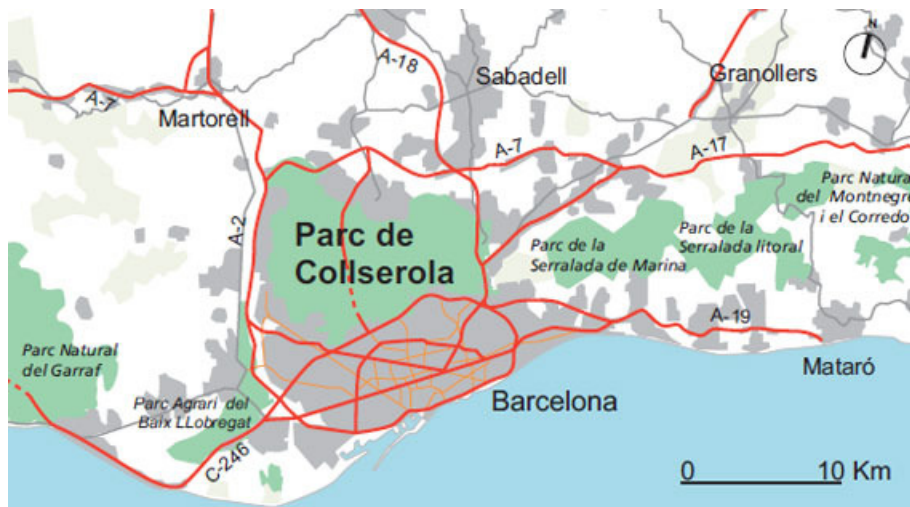 N
A-18
Sabadell
Granollers
A-7
Martorell
A-7
A-17
A-2
Parc de
Collserola
Parc de la
Serralada de Marina
Parc de la
Serralada litoral
Parc Natura
del Montnegre
i el Corredo
A-19
Parc Natural
del Garraf
Mataró
Parc Agrari del
Baix LLobregat
Barcelona
C-246
0 10 Km